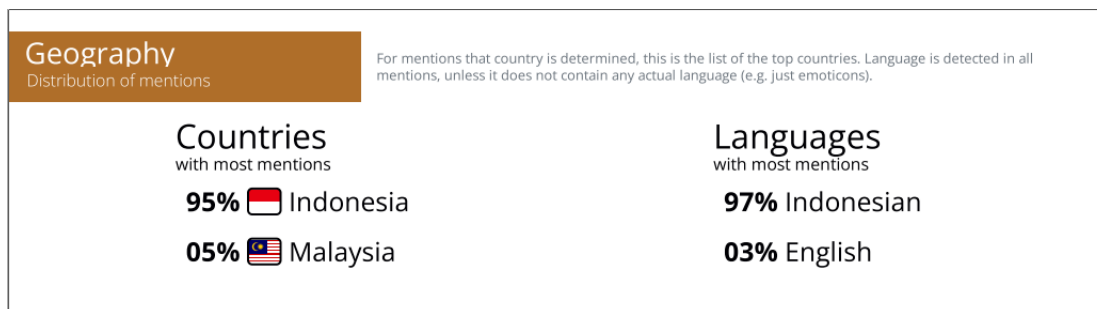 Geography
Distribution of mentions
For mentions that country is determined, this is the list of the top countries. Language is detected in all
mentions, unless it does not contain any actual language (e.g. just emoticons).
Countries
with most mentions
95% Indonesia
05% Malaysia
Languages
with most mentions
97% Indonesian
03% English